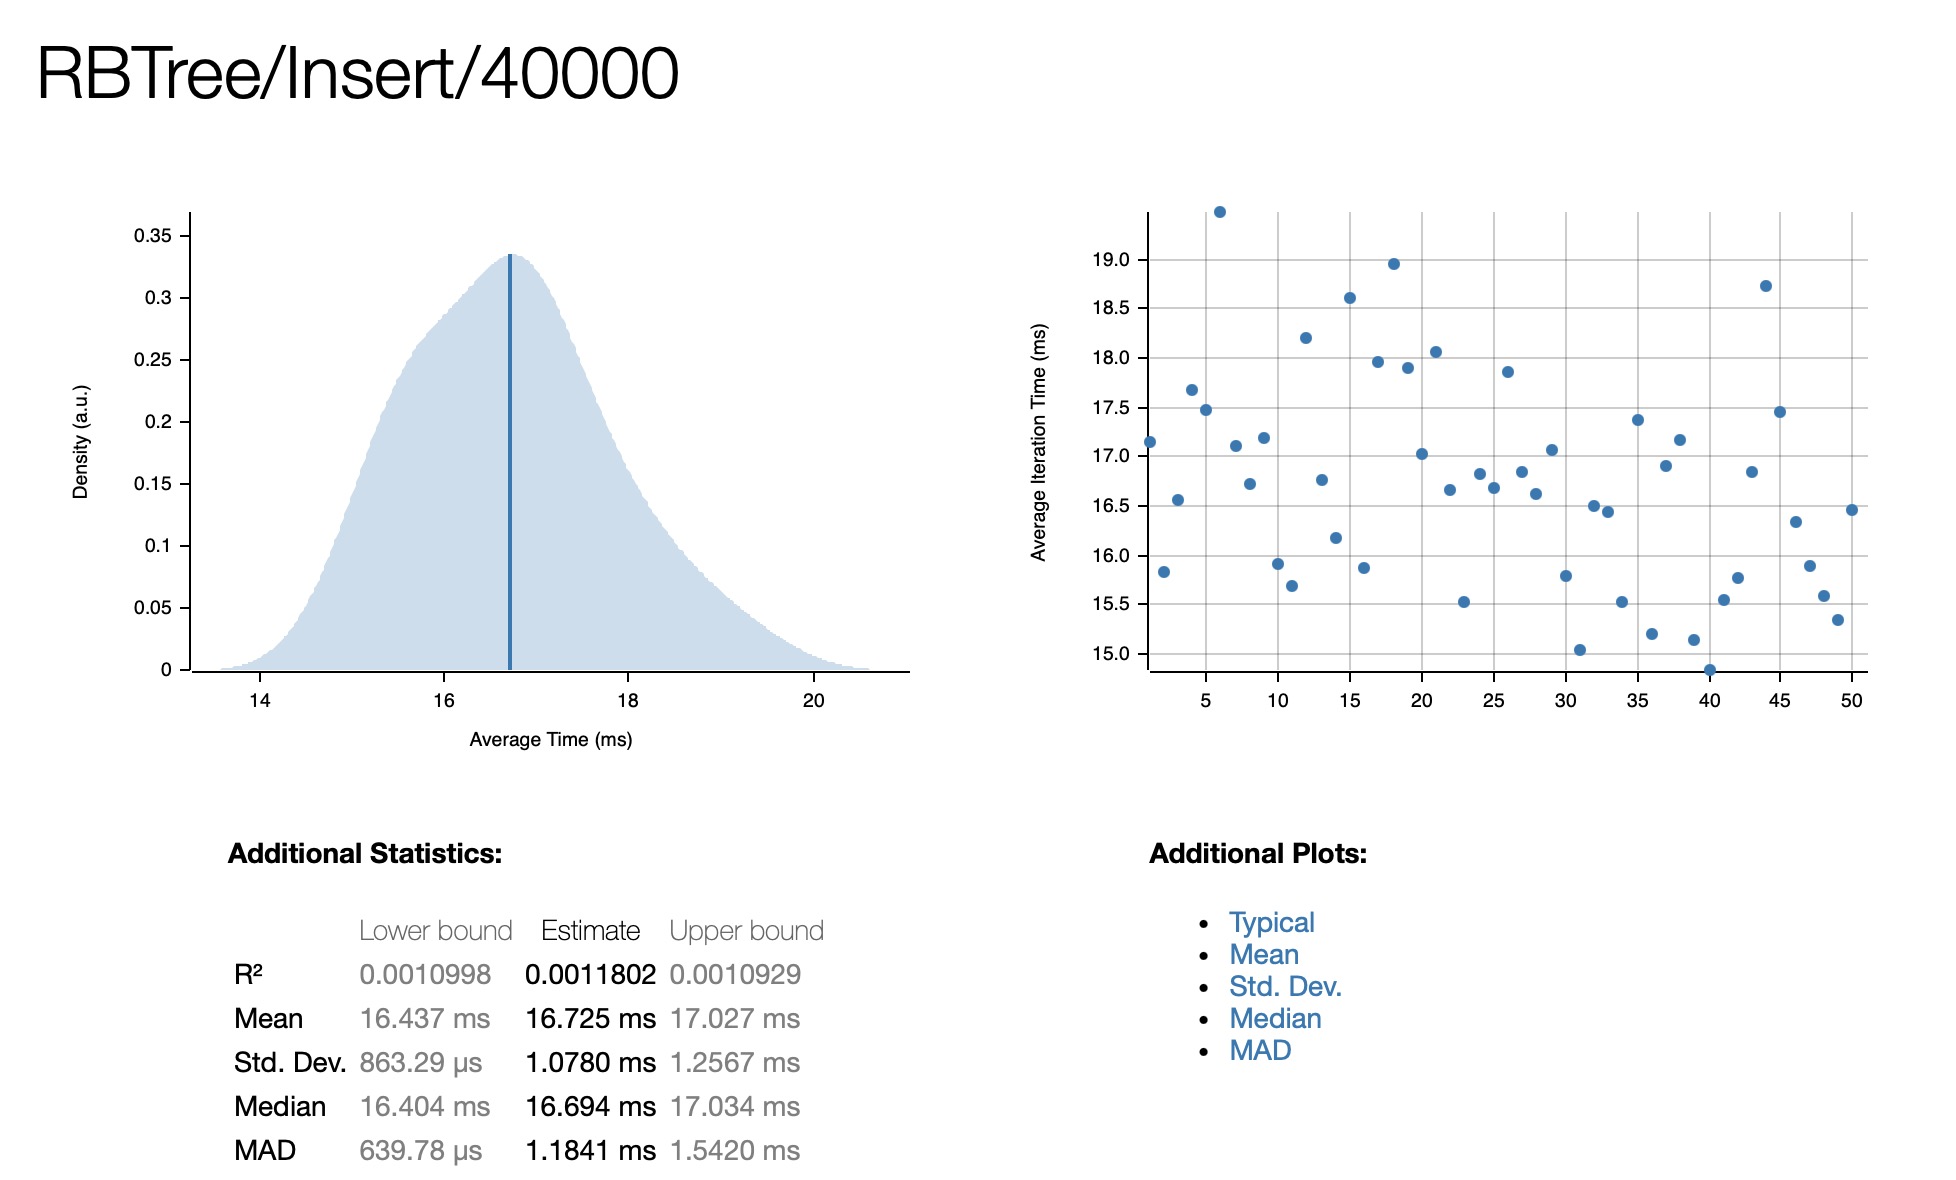 RBTree/Insert/40000
0.35
0.3
0.25
0.2
0.15
0.1
0.05
0
Density (a.u.)
14 16 18 20
Average Time (ms)
19.0
18.5
18.0
17.5
17.0
16.5
16.0
15.5
15.0
Average Iteration Time (ms)
5 10 15 20 25 30 35 40 45 50
Additional Statistics:
Lower bound Estimate Upper bound
R² 0.0010998 0.0011802 0.0010929
Mean 16.437 ms 16.725 ms 17.027 ms
Std. Dev. 863.29 µs 1.0780 ms 1.2567 ms
Median 16.404 ms 16.694 ms 17.034 ms
MAD 639.78 µs 1.1841 ms 1.5420 ms
Additional Plots:
• Typical
• Mean
• Std. Dev.
• Median
• MAD